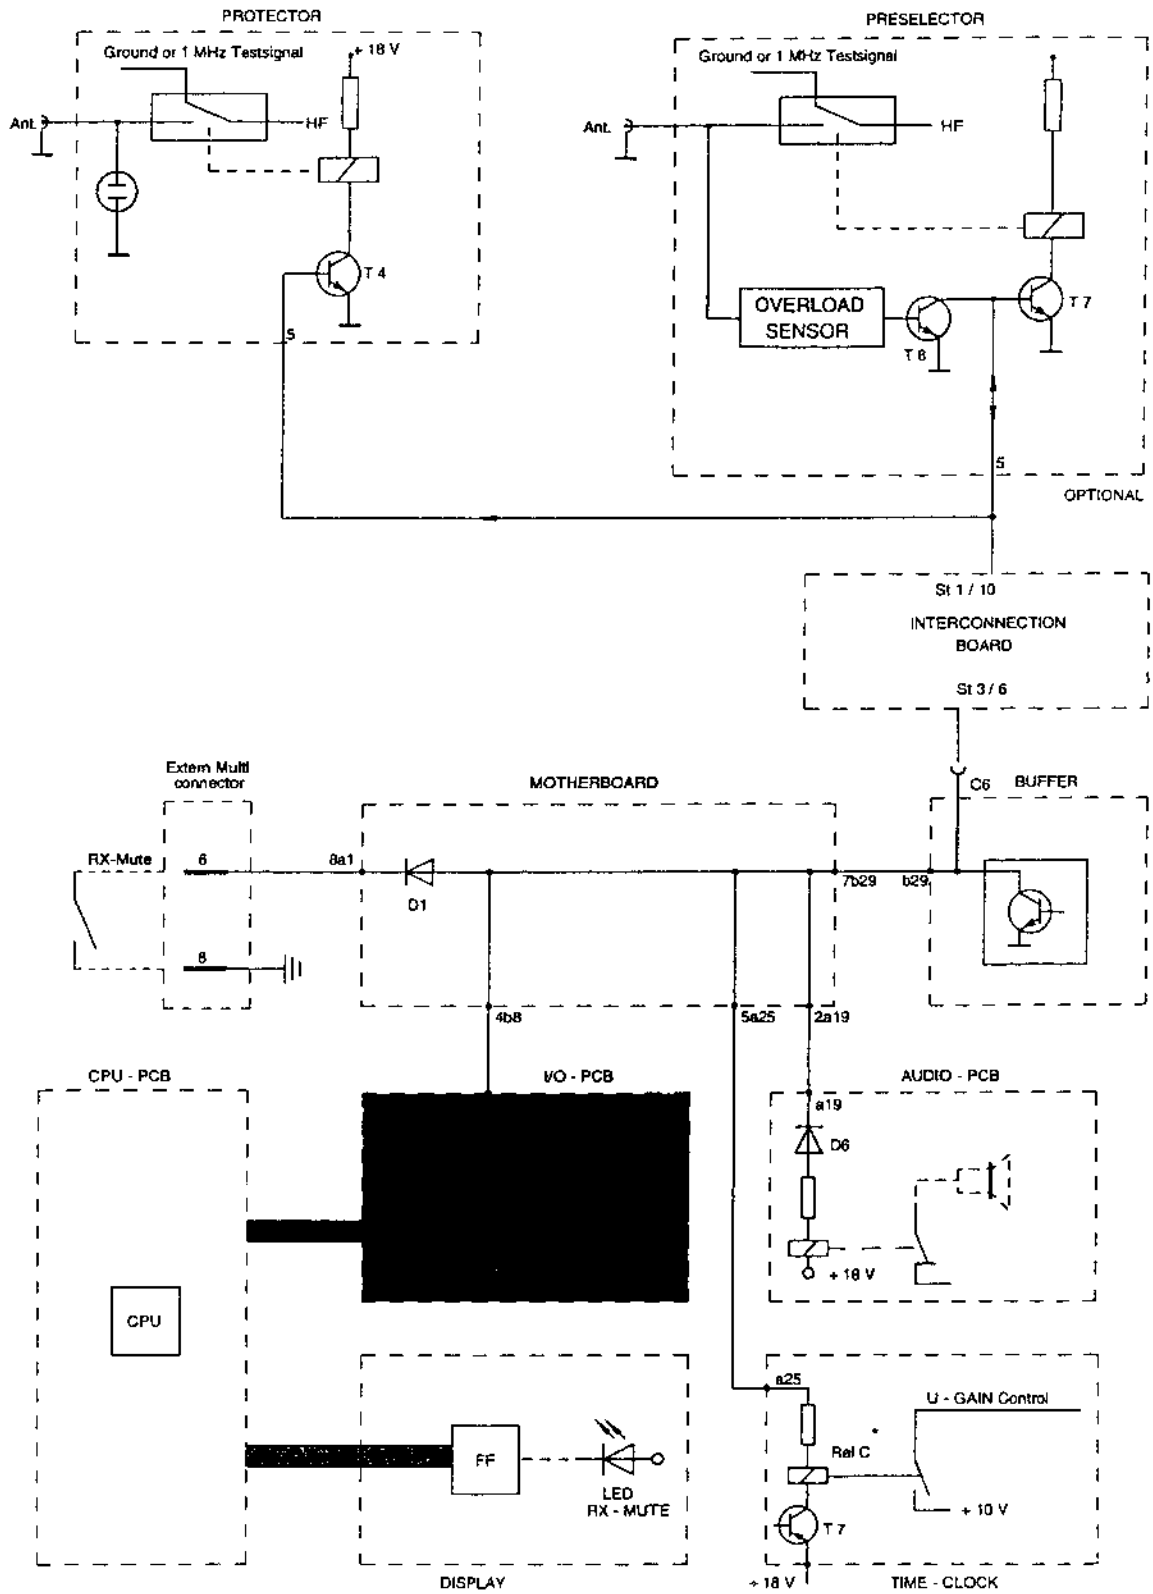 PROTECTOR
Ground or 1 MHz Testsignal
+ 18 V
Ant.
HF
T 4
5
PRESELECTOR
Ground or 1 MHz Testsignal
Ant.
HF
OVERLOAD
SENSOR
T 8
T 7
5
OPTIONAL
St 1 / 10
INTERCONNECTION
BOARD
St 3 / 6
Extern Multi
connector
MOTHERBOARD
C6
BUFFER
RX-Mute
6
8a1
D1
7b29
b29
8
4b8
5a25
2a19
CPU - PCB
I/O - PCB
AUDIO - PCB
a19
D6
+ 18 V
CPU
a25
U - GAIN Control
Rel C
FF
LED
RX - MUTE
+ 10 V
T 7
DISPLAY
+ 18 V
TIME - CLOCK